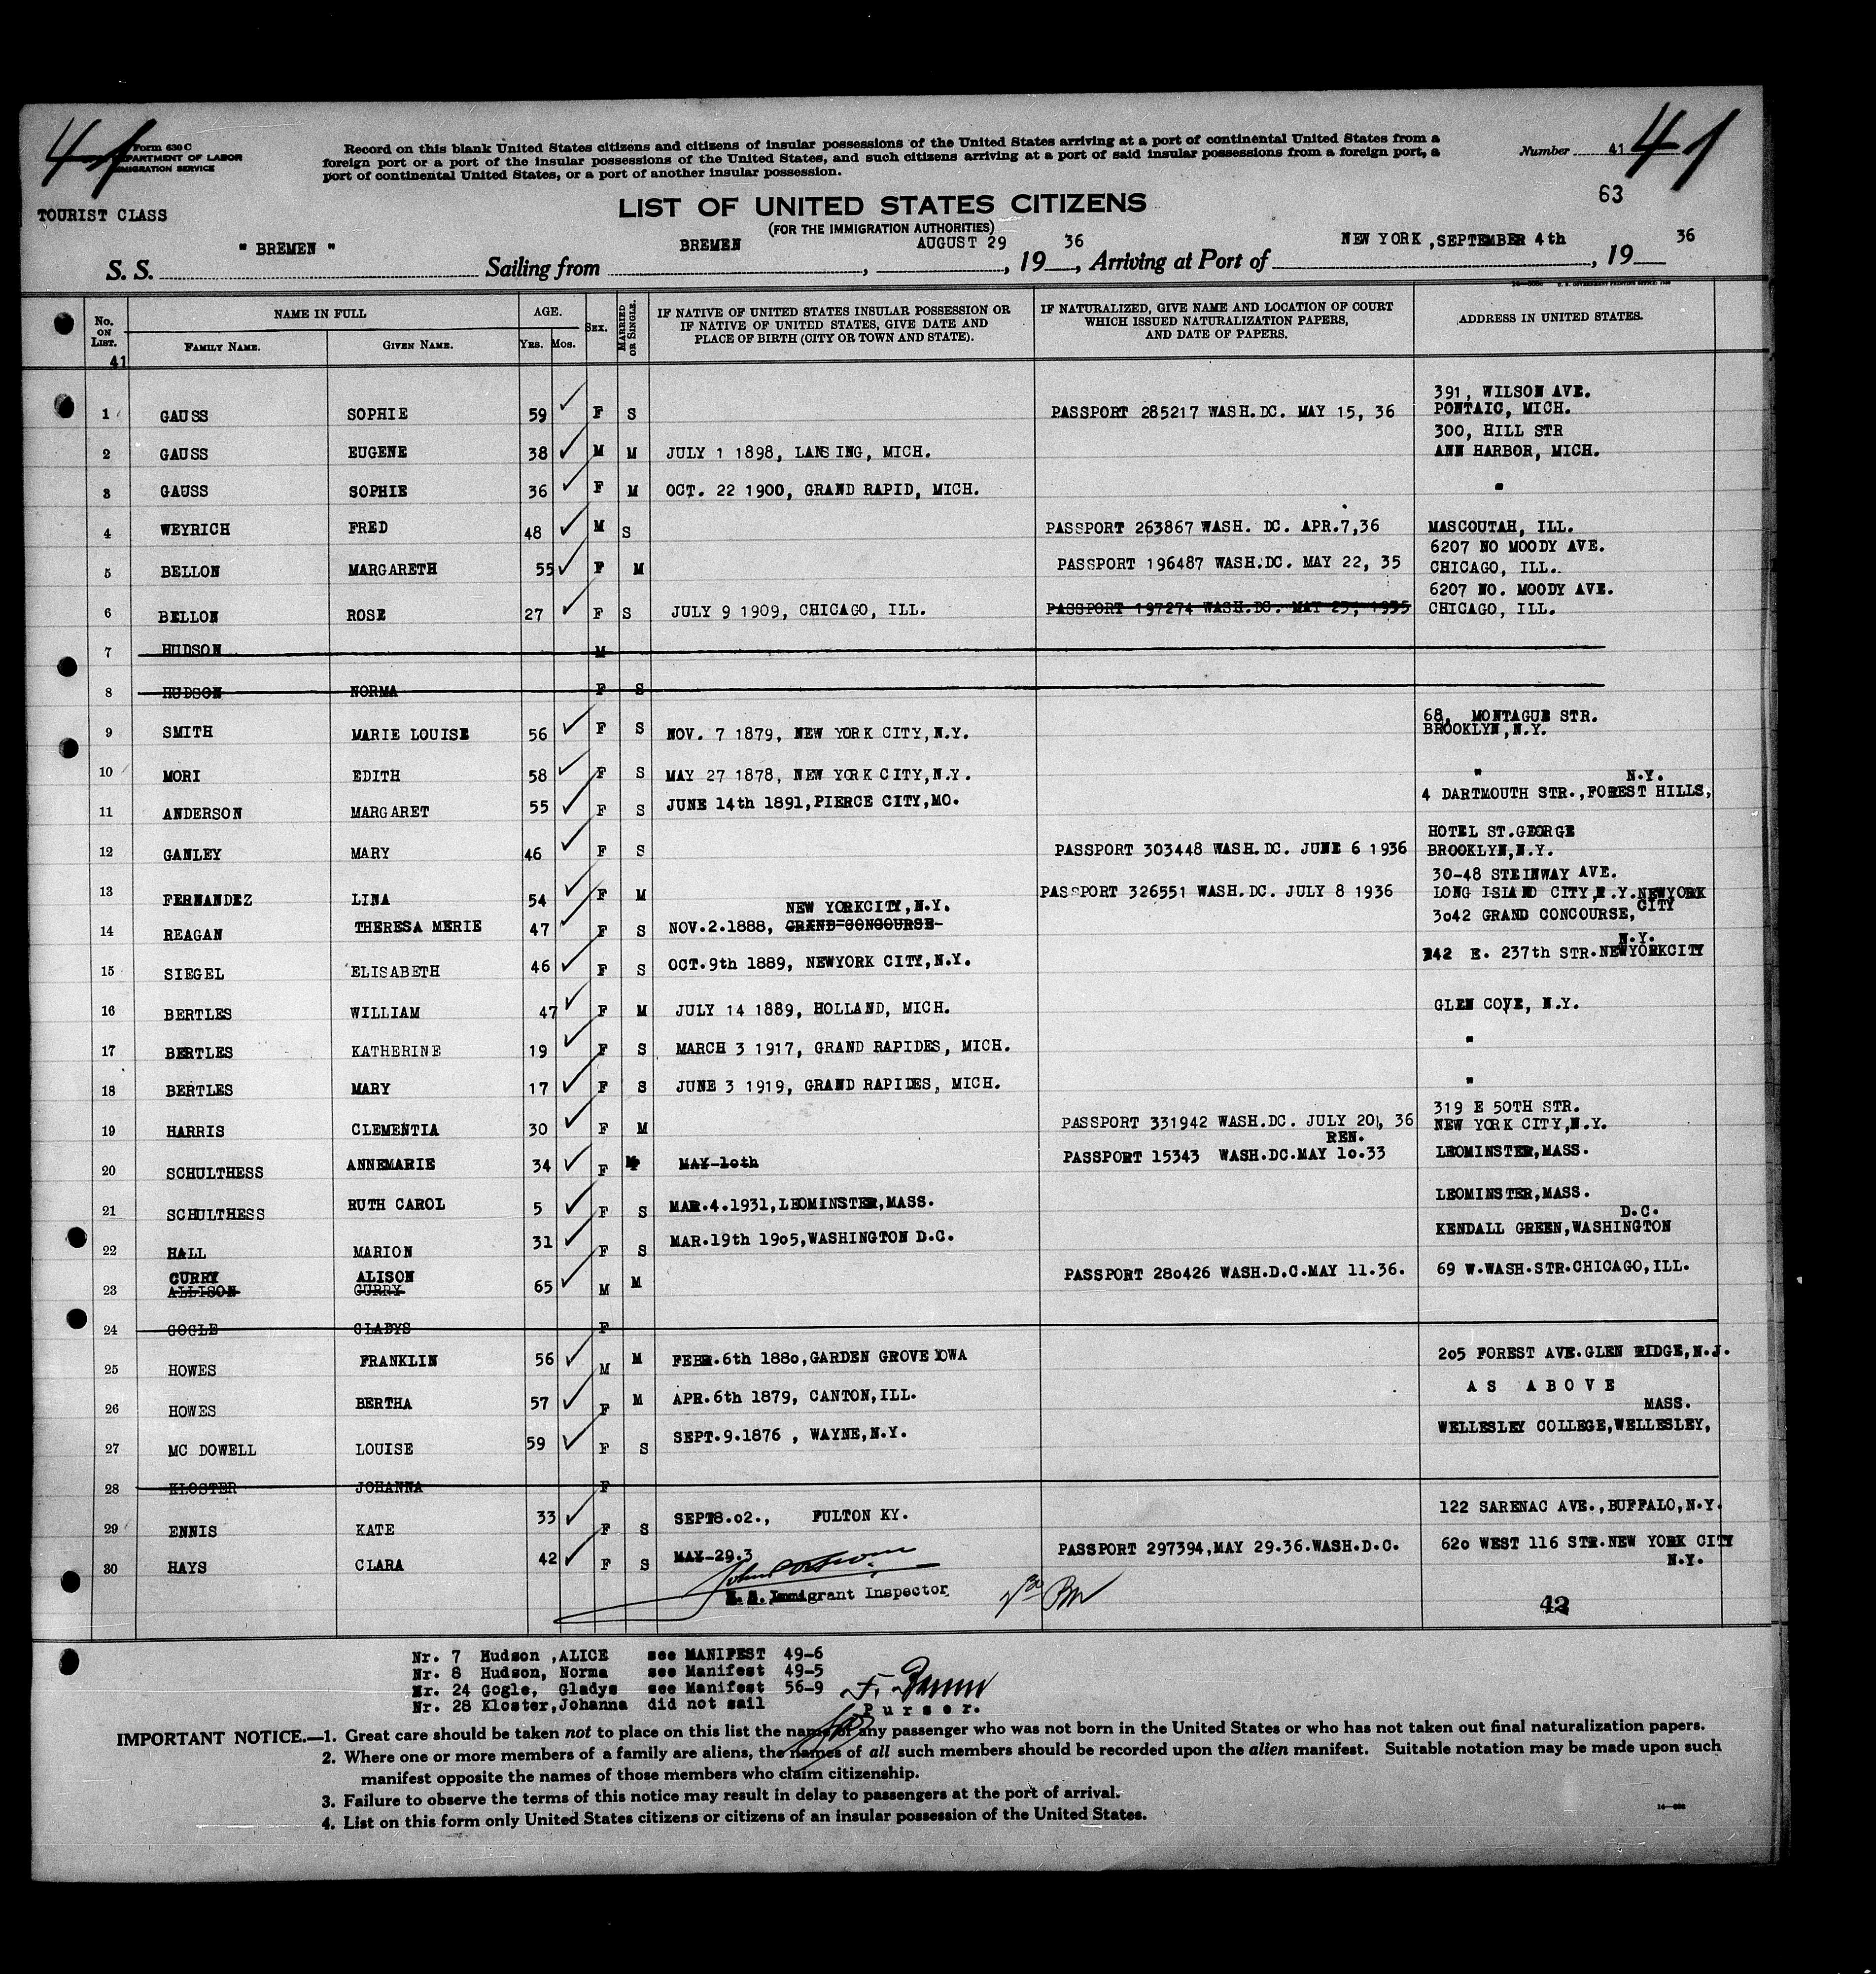 41
Form 630 C
DEPARTMENT OF LABOR
IMMIGRATION SERVICE
Record on this blank United States citizens and citizens of insular possessions of the United States arriving at a port of continental United States from a
foreign port or a port of the insular possessions of the United States, and such citizens arriving at a port of said insular possessions from a foreign port, a
port of continental United States, or a port of another insular possession.
Number 41
41
63
TOURIST CLASS
LIST OF UNITED STATES CITIZENS
(FOR THE IMMIGRATION AUTHORITIES)
S. S. " BREMEN " Sailing from BREMEN, AUGUST 29, 1936, Arriving at Port of NEW YORK, SEPTEMBER 4th, 1936
No. ON LIST. NAME IN FULL AGE. SEX. MARRIED OR SINGLE. IF NATIVE OF UNITED STATES INSULAR POSSESSION OR IF NATIVE OF UNITED STATES, GIVE DATE AND PLACE OF BIRTH (CITY OR TOWN AND STATE). IF NATURALIZED, GIVE NAME AND LOCATION OF COURT WHICH ISSUED NATURALIZATION PAPERS, AND DATE OF PAPERS. ADDRESS IN UNITED STATES.
FAMILY NAME. GIVEN NAME. YRS. MOS.
41
1 GAUSS SOPHIE 59 F S PASSPORT 285217 WASH.DC. MAY 15, 36 391, WILSON AVE. PONTAIC, MICH.
2 GAUSS EUGENE 38 M M JULY 1 1898, LANSING, MICH. 300, HILL STR ANN HARBOR, MICH.
3 GAUSS SOPHIE 36 F M OCT. 22 1900, GRAND RAPID, MICH. "
4 WEYRICH FRED 48 M S PASSPORT 263867 WASH. DC. APR.7,36 MASCOUTAH, ILL.
5 BELLON MARGARETH 55 F M PASSPORT 196487 WASH.DC. MAY 22, 35 6207 NO MOODY AVE. CHICAGO, ILL.
6 BELLON ROSE 27 F S JULY 9 1909, CHICAGO, ILL. PASSPORT 197274 WASH.DC. MAY 25, 1935 6207 NO. MOODY AVE. CHICAGO, ILL.
7 HUDSON M
8 HUDSON NORMA F S
9 SMITH MARIE LOUISE 56 F S NOV. 7 1879, NEW YORK CITY,N.Y. 68, MONTAGUE STR. BROOKLYN,N.Y.
10 MORI EDITH 58 F S MAY 27 1878, NEW YORK CITY,N.Y. "
11 ANDERSON MARGARET 55 F S JUNE 14th 1891,PIERCE CITY,MO. 4 DARTMOUTH STR.,FOREST HILLS, N.Y.
12 GANLEY MARY 46 F S PASSPORT 303448 WASH.DC. JUNE 6 1936 HOTEL ST.GEORGE BROOKLYN,N.Y.
13 FERNANDEZ LINA 54 F M PASSPORT 326551 WASH.DC. JULY 8 1936 30-48 STEINWAY AVE. LONG ISLAND CITY,N.Y.
14 REAGAN THERESA MERIE 47 F S NOV.2.1888, GRAND CONCOURSE NEW YORKCITY,N.Y. 3042 GRAND CONCOURSE, NEWYORK CITY
15 SIEGEL ELISABETH 46 F S OCT.9th 1889, NEWYORK CITY,N.Y. 242 E. 237th STR.NEWYORKCITY N.Y.
16 BERTLES WILLIAM 47 F M JULY 14 1889, HOLLAND, MICH. GLEN COVE, N.Y.
17 BERTLES KATHERINE 19 F S MARCH 3 1917, GRAND RAPIDES, MICH. "
18 BERTLES MARY 17 F S JUNE 3 1919, GRAND RAPIDES, MICH. "
19 HARRIS CLEMENTIA 30 F M PASSPORT 331942 WASH.DC. JULY 20, 36 319 E 50TH STR. NEW YORK CITY,N.Y.
20 SCHULTHESS ANNEMARIE 34 F MAY 10th PASSPORT 15343 REN. WASH.DC.MAY 10.33 LEOMINSTER,MASS.
21 SCHULTHESS RUTH CAROL 5 F S MAR.4.1931,LEOMINSTER,MASS. LEOMINSTER,MASS.
22 HALL MARION 31 F S MAR.19th 1905,WASHINGTON D.C. KENDALL GREEN,WASHINGTON D.C.
23 CURRY ALLISON ALISON CURRY 65 M M PASSPORT 280426 WASH.D.C.MAY 11.36. 69 W.WASH.STR.CHICAGO,ILL.
24 GOGLE GLADYS F
25 HOWES FRANKLIN 56 M M FEBR.6th 1880,GARDEN GROVE IOWA 205 FOREST AVE.GLEN RIDGE,N.J.
26 HOWES BERTHA 57 F M APR.6th 1879, CANTON,ILL. AS ABOVE
27 MC DOWELL LOUISE 59 F S SEPT.9.1876 , WAYNE,N.Y. WELLESLEY COLLEGE,WELLESLEY, MASS.
28 KLOSTER JOHANNA F
29 ENNIS KATE 33 F S SEPT8.02., FULTON KY. 122 SARENAC AVE.,BUFFALO,N.Y.
30 HAYS CLARA 42 F S MAY-29.3 PASSPORT 297394,MAY 29.36.WASH.D.C. 620 WEST 116 STR.NEW YORK CITY N.Y.
Immigrant Inspector
Nr. 7 Hudson ,ALICE see MANIFEST 49-6
Nr. 8 Hudson, Norma see Manifest 49-5
Nr. 24 Gogle, Gladys see Manifest 56-9
Nr. 28 Kloster,Johanna did not sail
Purser.
IMPORTANT NOTICE.—1. Great care should be taken not to place on this list the name of any passenger who was not born in the United States or who has not taken out final naturalization papers.
2. Where one or more members of a family are aliens, the names of all such members should be recorded upon the alien manifest. Suitable notation may be made upon such
manifest opposite the names of those members who claim citizenship.
3. Failure to observe the terms of this notice may result in delay to passengers at the port of arrival.
4. List on this form only United States citizens or citizens of an insular possession of the United States.